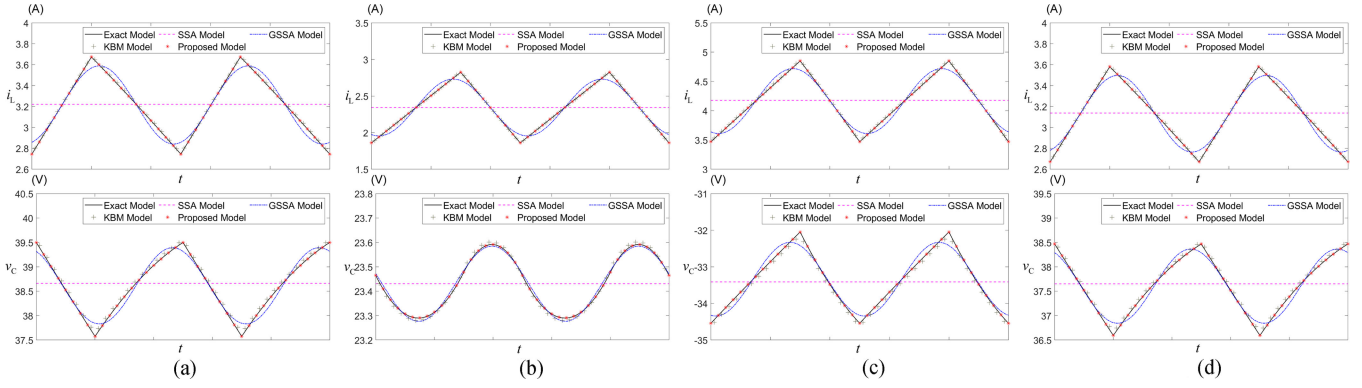 (A)
4
3.8
3.6
3.4
3.2
3
2.8
2.6
i_L
Exact Model SSA Model GSSA Model
KBM Model Proposed Model
t
(V)
40.5
40
39.5
39
38.5
38
37.5
v_C
Exact Model SSA Model GSSA Model
KBM Model Proposed Model
t
(a)
(A)
3.5
3
2.5
2
1.5
i_L
Exact Model SSA Model GSSA Model
KBM Model Proposed Model
t
(V)
23.8
23.7
23.6
23.5
23.4
23.3
23.2
v_C
Exact Model SSA Model GSSA Model
KBM Model Proposed Model
t
(b)
(A)
5.5
5
4.5
4
3.5
3
i_L
Exact Model SSA Model GSSA Model
KBM Model Proposed Model
t
(V)
-31
-32
-33
-34
-35
v_C
Exact Model SSA Model GSSA Model
KBM Model Proposed Model
t
(c)
(A)
4
3.8
3.6
3.4
3.2
3
2.8
2.6
i_L
Exact Model SSA Model GSSA Model
KBM Model Proposed Model
t
(V)
39.5
39
38.5
38
37.5
37
36.5
v_C
Exact Model SSA Model GSSA Model
KBM Model Proposed Model
t
(d)